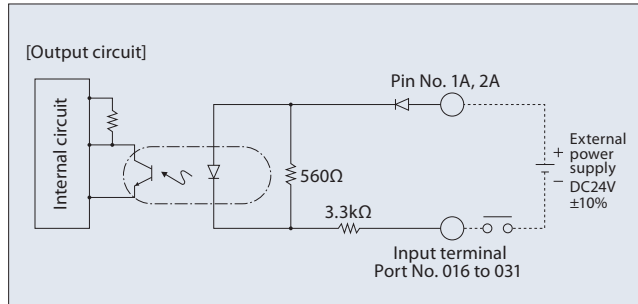 [Output circuit]
Internal circuit
Pin No. 1A, 2A
560Ω
3.3kΩ
Input terminal
Port No. 016 to 031
+ External
power
supply
− DC24V
±10%